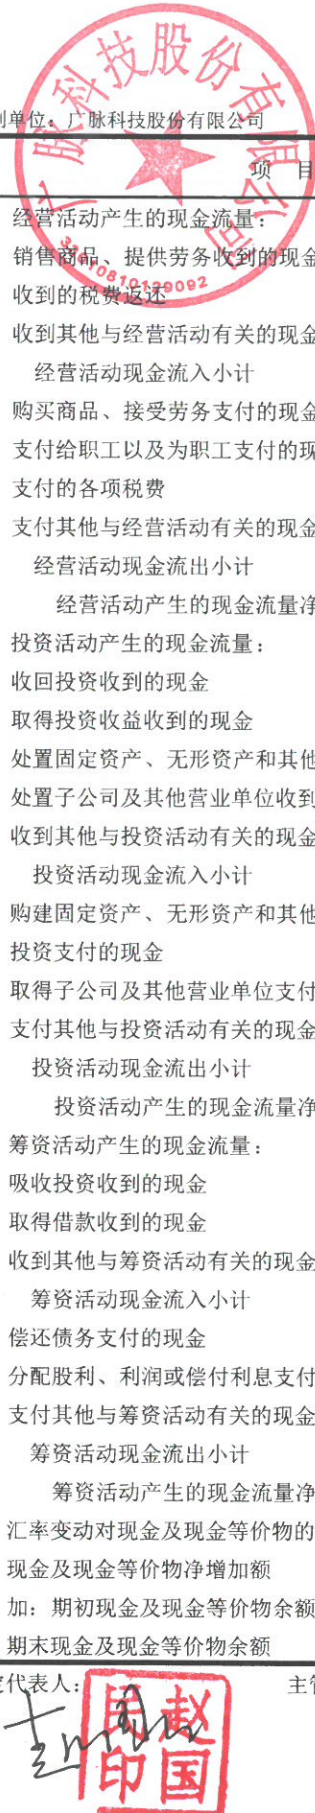 广脉科技股份有限公司
制单位：广脉科技股份有限公司
项 目
经营活动产生的现金流量：
销售商品、提供劳务收到的现金
收到的税费返还
收到其他与经营活动有关的现金
经营活动现金流入小计
购买商品、接受劳务支付的现金
支付给职工以及为职工支付的现
支付的各项税费
支付其他与经营活动有关的现金
经营活动现金流出小计
经营活动产生的现金流量净
投资活动产生的现金流量：
收回投资收到的现金
取得投资收益收到的现金
处置固定资产、无形资产和其他
处置子公司及其他营业单位收到
收到其他与投资活动有关的现金
投资活动现金流入小计
购建固定资产、无形资产和其他
投资支付的现金
取得子公司及其他营业单位支付
支付其他与投资活动有关的现金
投资活动现金流出小计
投资活动产生的现金流量净
筹资活动产生的现金流量：
吸收投资收到的现金
取得借款收到的现金
收到其他与筹资活动有关的现金
筹资活动现金流入小计
偿还债务支付的现金
分配股利、利润或偿付利息支付
支付其他与筹资活动有关的现金
筹资活动现金流出小计
筹资活动产生的现金流量净
汇率变动对现金及现金等价物的
现金及现金等价物净增加额
加：期初现金及现金等价物余额
期末现金及现金等价物余额
定代表人：
主管
赵国民印